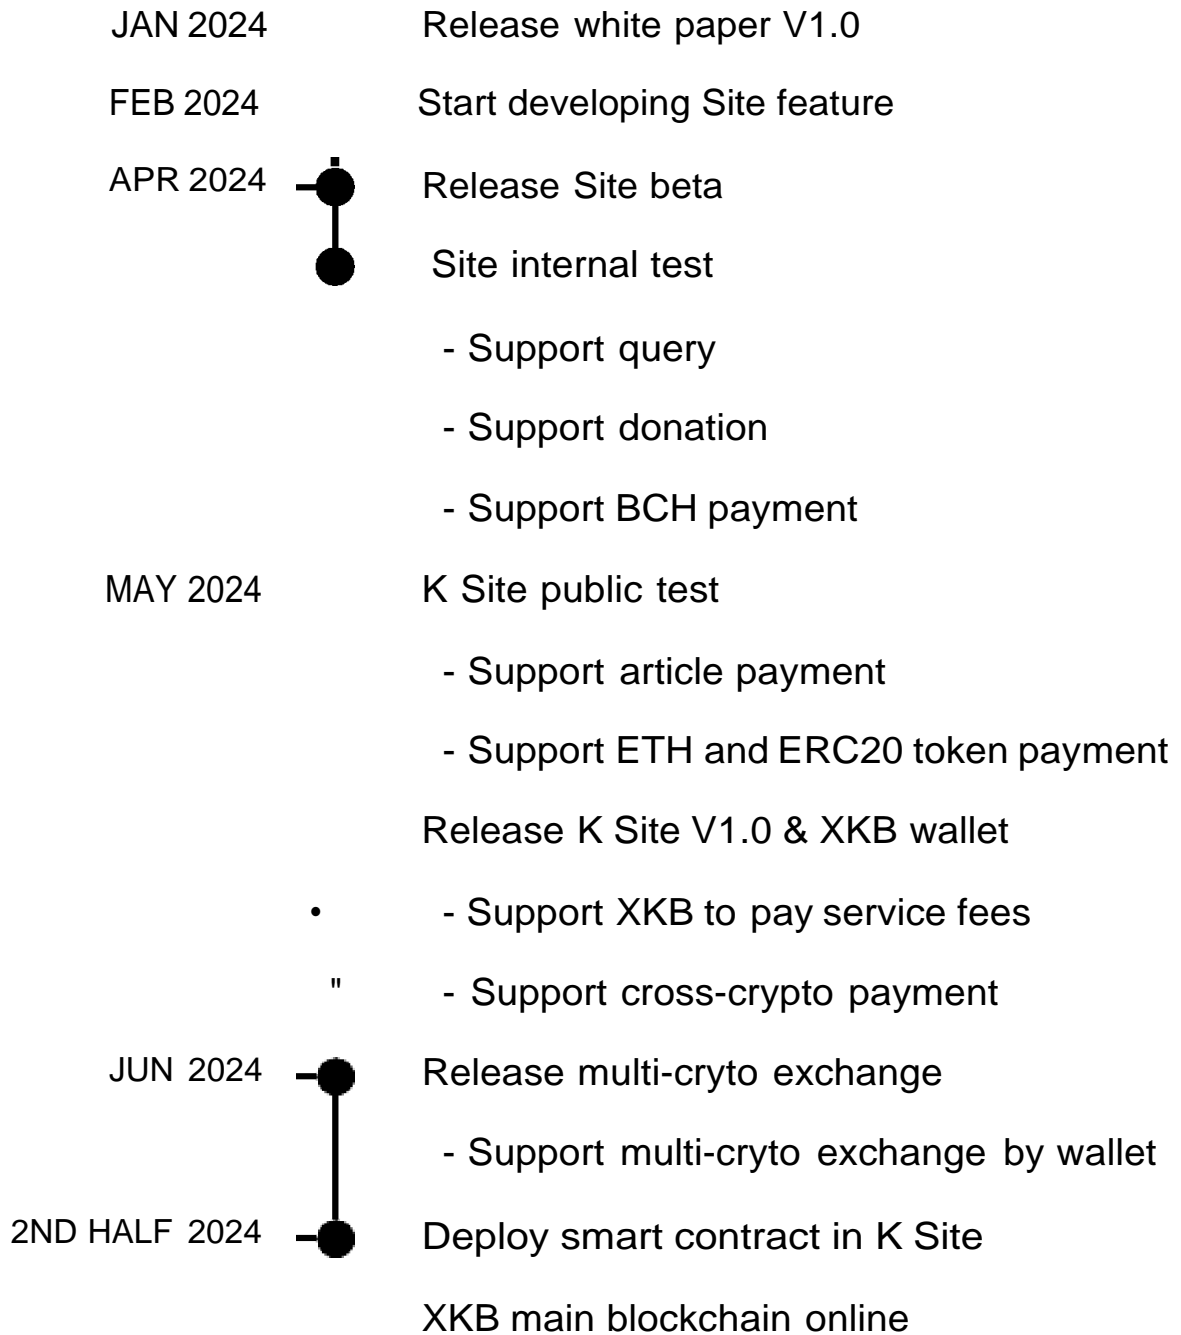 JAN 2024 Release white paper V1.0
FEB 2024 Start developing Site feature
APR 2024 Release Site beta
Site internal test
- Support query
- Support donation
- Support BCH payment
MAY 2024 K Site public test
- Support article payment
- Support ETH and ERC20 token payment
Release K Site V1.0 & XKB wallet
• - Support XKB to pay service fees
" - Support cross-crypto payment
JUN 2024 Release multi-cryto exchange
- Support multi-cryto exchange by wallet
2ND HALF 2024 Deploy smart contract in K Site
XKB main blockchain online